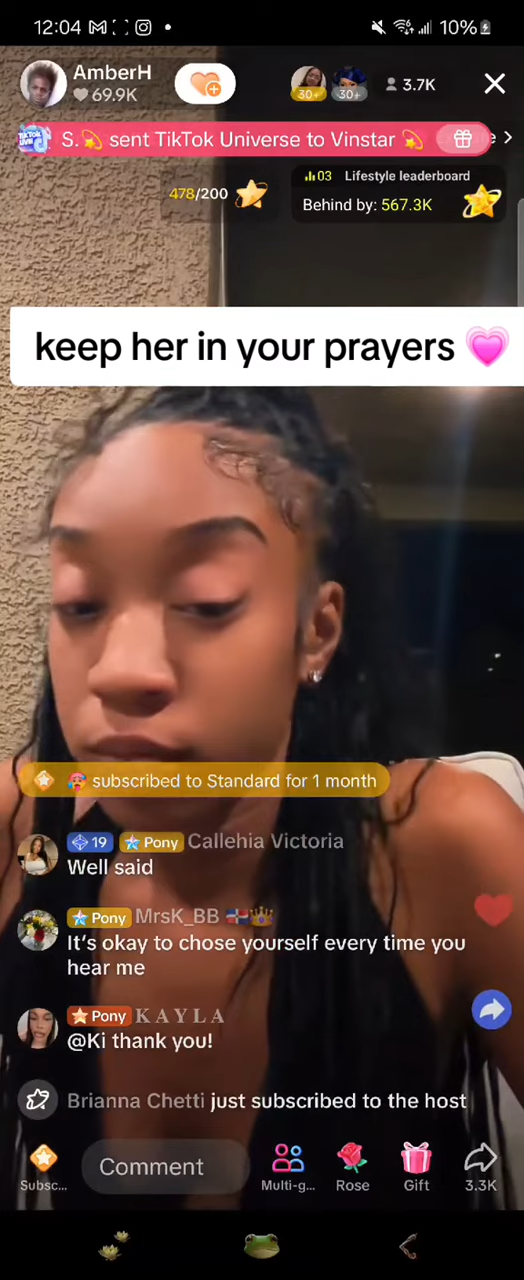 12:04
10%
AmberH
69.9K
30+
30+
3.7K
S.💫 sent TikTok Universe to Vinstar 💫
478/200
03 Lifestyle leaderboard
Behind by: 567.3K
keep her in your prayers 💗
🥵 subscribed to Standard for 1 month
19 Pony Callehia Victoria
Well said
Pony MrsK_BB 🇩🇴👑
It's okay to chose yourself every time you
hear me
Pony K A Y L A
@Ki thank you!
Brianna Chetti just subscribed to the host
Comment
Subsc...
Multi-g...
Rose
Gift
3.3K